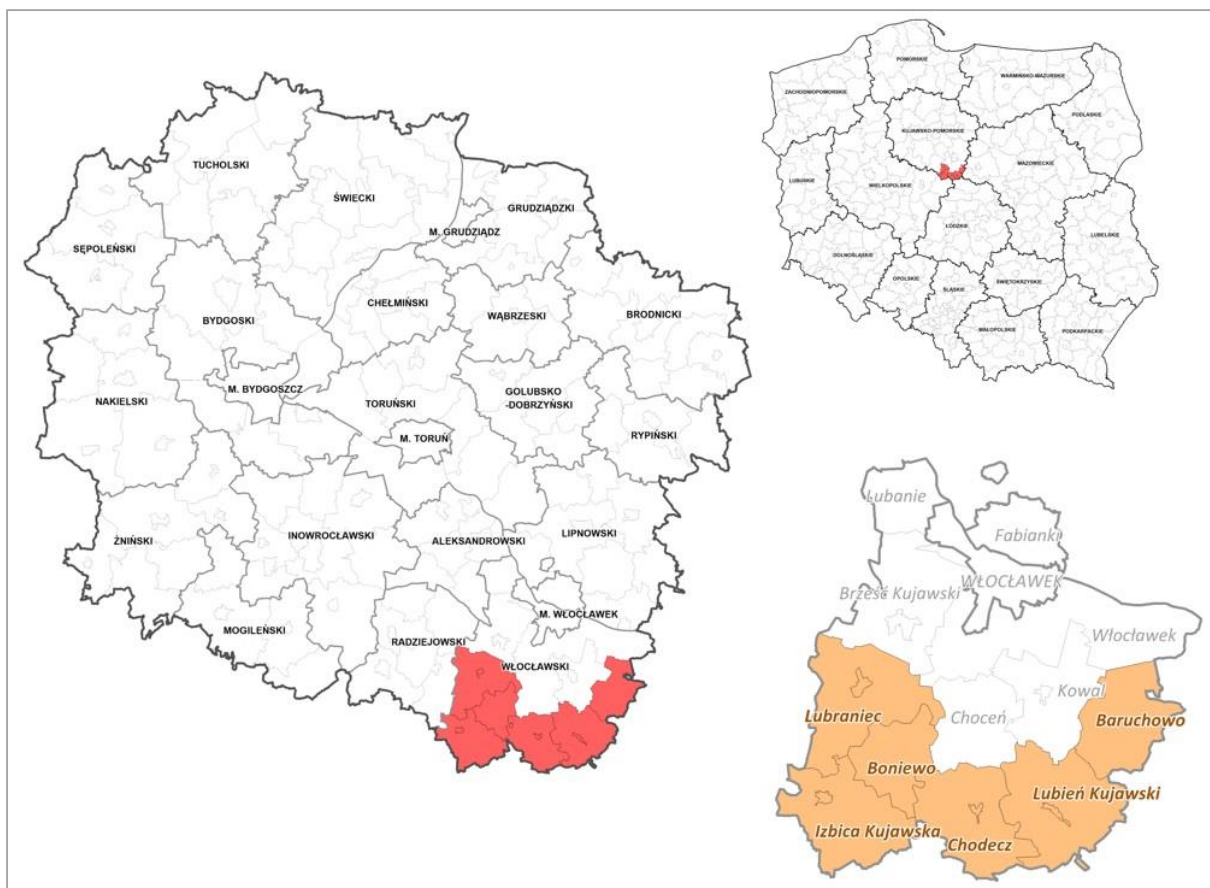 TUCHOLSKI
ŚWIECKI
GRUDZIĄDZKI
M. GRUDZIĄDZ
SĘPOLEŃSKI
CHEŁMIŃSKI
WĄBRZESKI
BRODNICKI
BYDGOSKI
M. BYDGOSZCZ
NAKIELSKI
TORUŃSKI
GOLUBSKO
-DOBRZYŃSKI
M. TORUŃ
RYPIŃSKI
ŻNIŃSKI
INOWROCŁAWSKI
ALEKSANDROWSKI
LIPNOWSKI
M. WŁOCŁAWEK
MOGILEŃSKI
RADZIEJOWSKI
WŁOCŁAWSKI
POMORSKIE
WARMIŃSKO-MAZURSKIE
ZACHODNIOPOMORSKIE
PODLASKIE
KUJAWSKO-POMORSKIE
MAZOWIECKIE
LUBUSKIE
WIELKOPOLSKIE
ŁÓDZKIE
LUBELSKIE
DOLNOŚLĄSKIE
OPOLSKIE
ŚLĄSKIE
ŚWIĘTOKRZYSKIE
MAŁOPOLSKIE
PODKARPACKIE
Lubanie
Fabianki
WŁOCŁAWEK
Brześć Kujawski
Włocławek
Kowal
Choceń
Baruchowo
Lubraniec
Boniewo
Lubień Kujawski
Izbica Kujawska
Chodecz